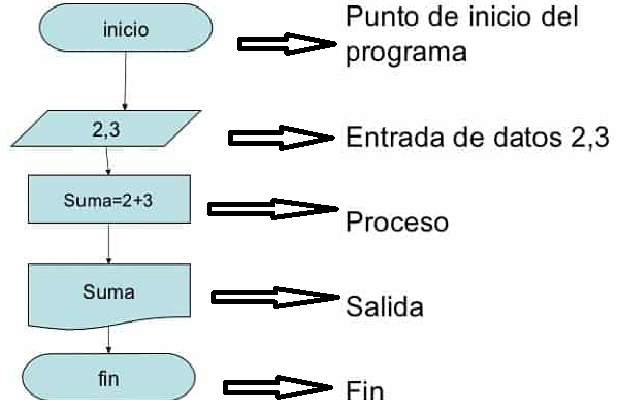 inicio
Punto de inicio del
programa
2,3
Entrada de datos 2,3
Suma=2+3
Proceso
Suma
Salida
fin
Fin